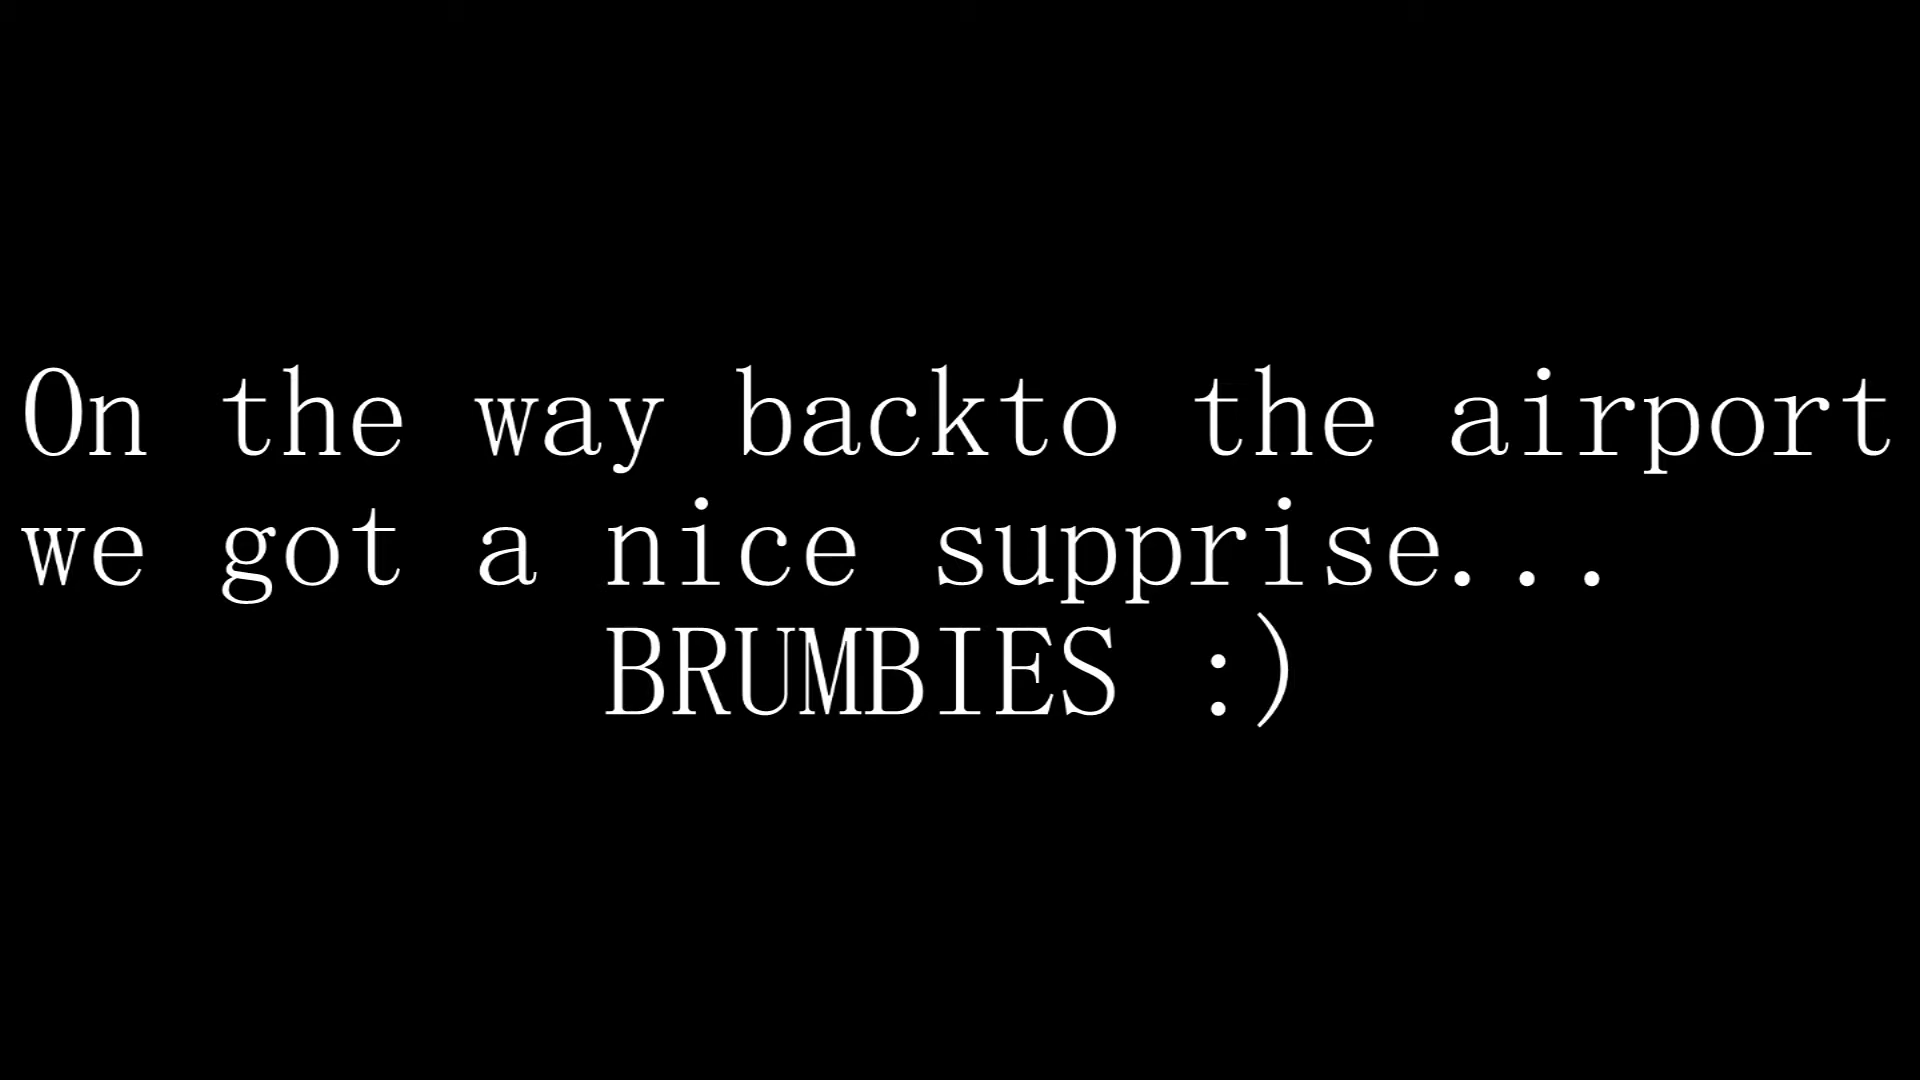 On the way backto the airport
we got a nice supprise...
BRUMBIES :)